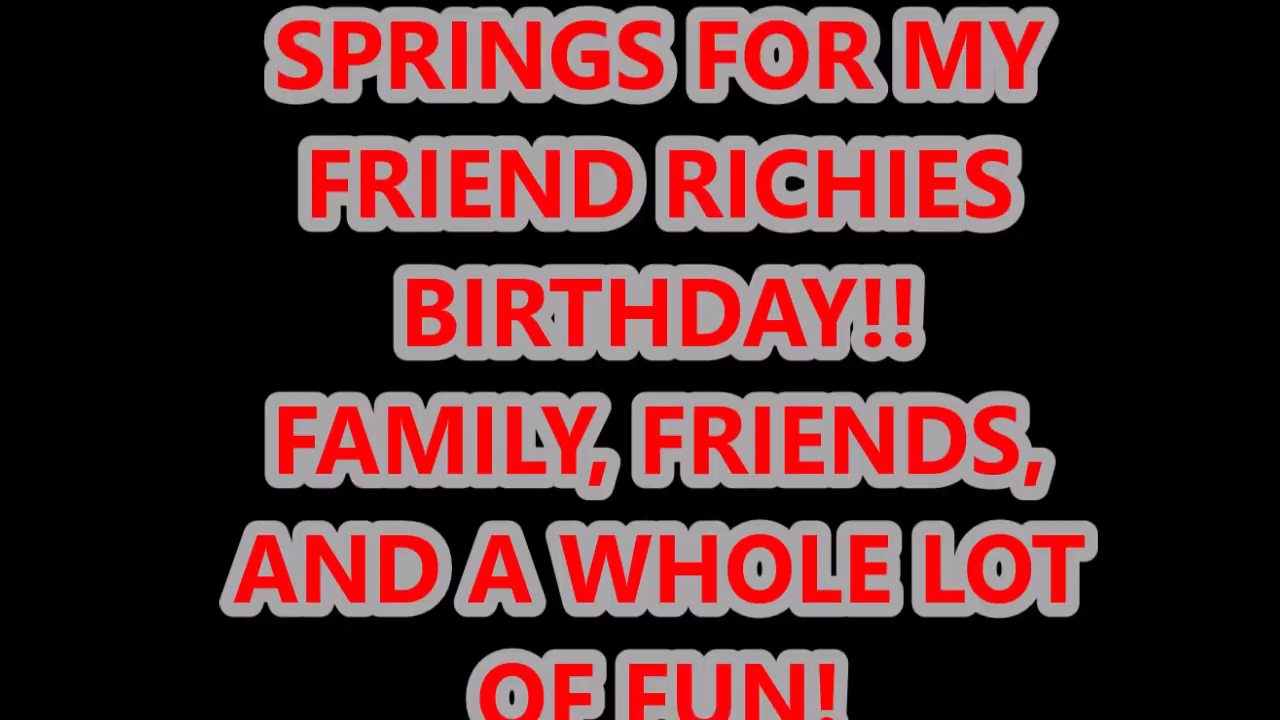 SPRINGS FOR MY
FRIEND RICHIES
BIRTHDAY!!
FAMILY, FRIENDS,
AND A WHOLE LOT
OF FUN!